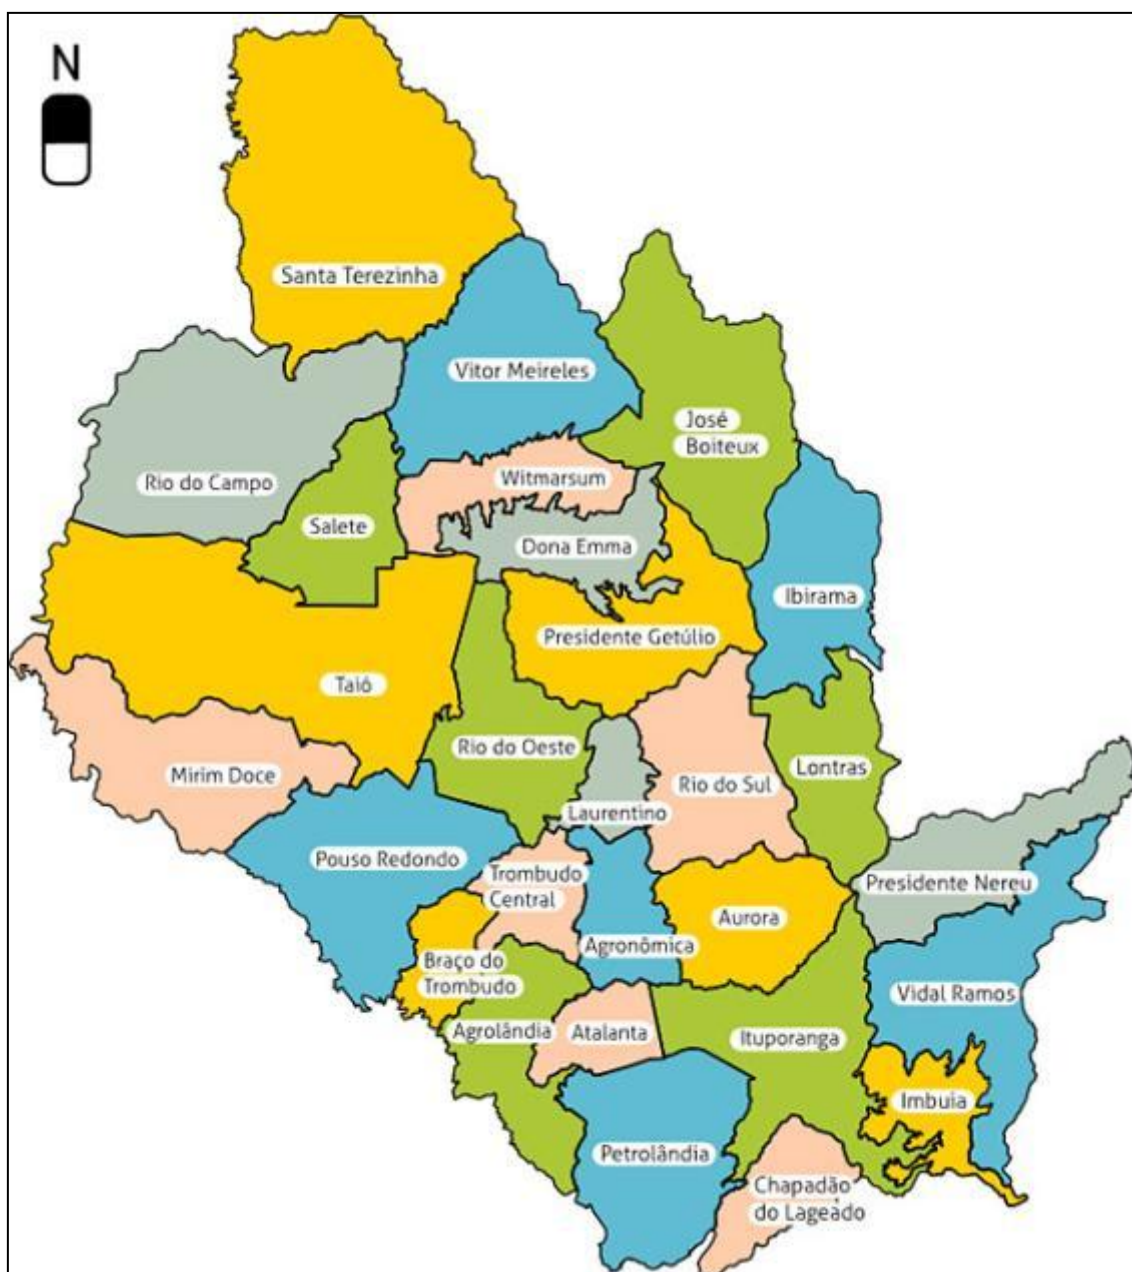 N
Santa Terezinha
Vitor Meireles
José
Boiteux
Rio do Campo
Witmarsum
Salete
Dona Emma
Ibirama
Presidente Getúlio
Taió
Rio do Oeste
Lontras
Mirim Doce
Rio do Sul
Laurentino
Pouso Redondo
Trombudo
Central
Presidente Nereu
Aurora
Agronômica
Braço do
Trombudo
Vidal Ramos
Agrolândia
Atalanta
Ituporanga
Imbuia
Petrolândia
Chapadão
do Lageado